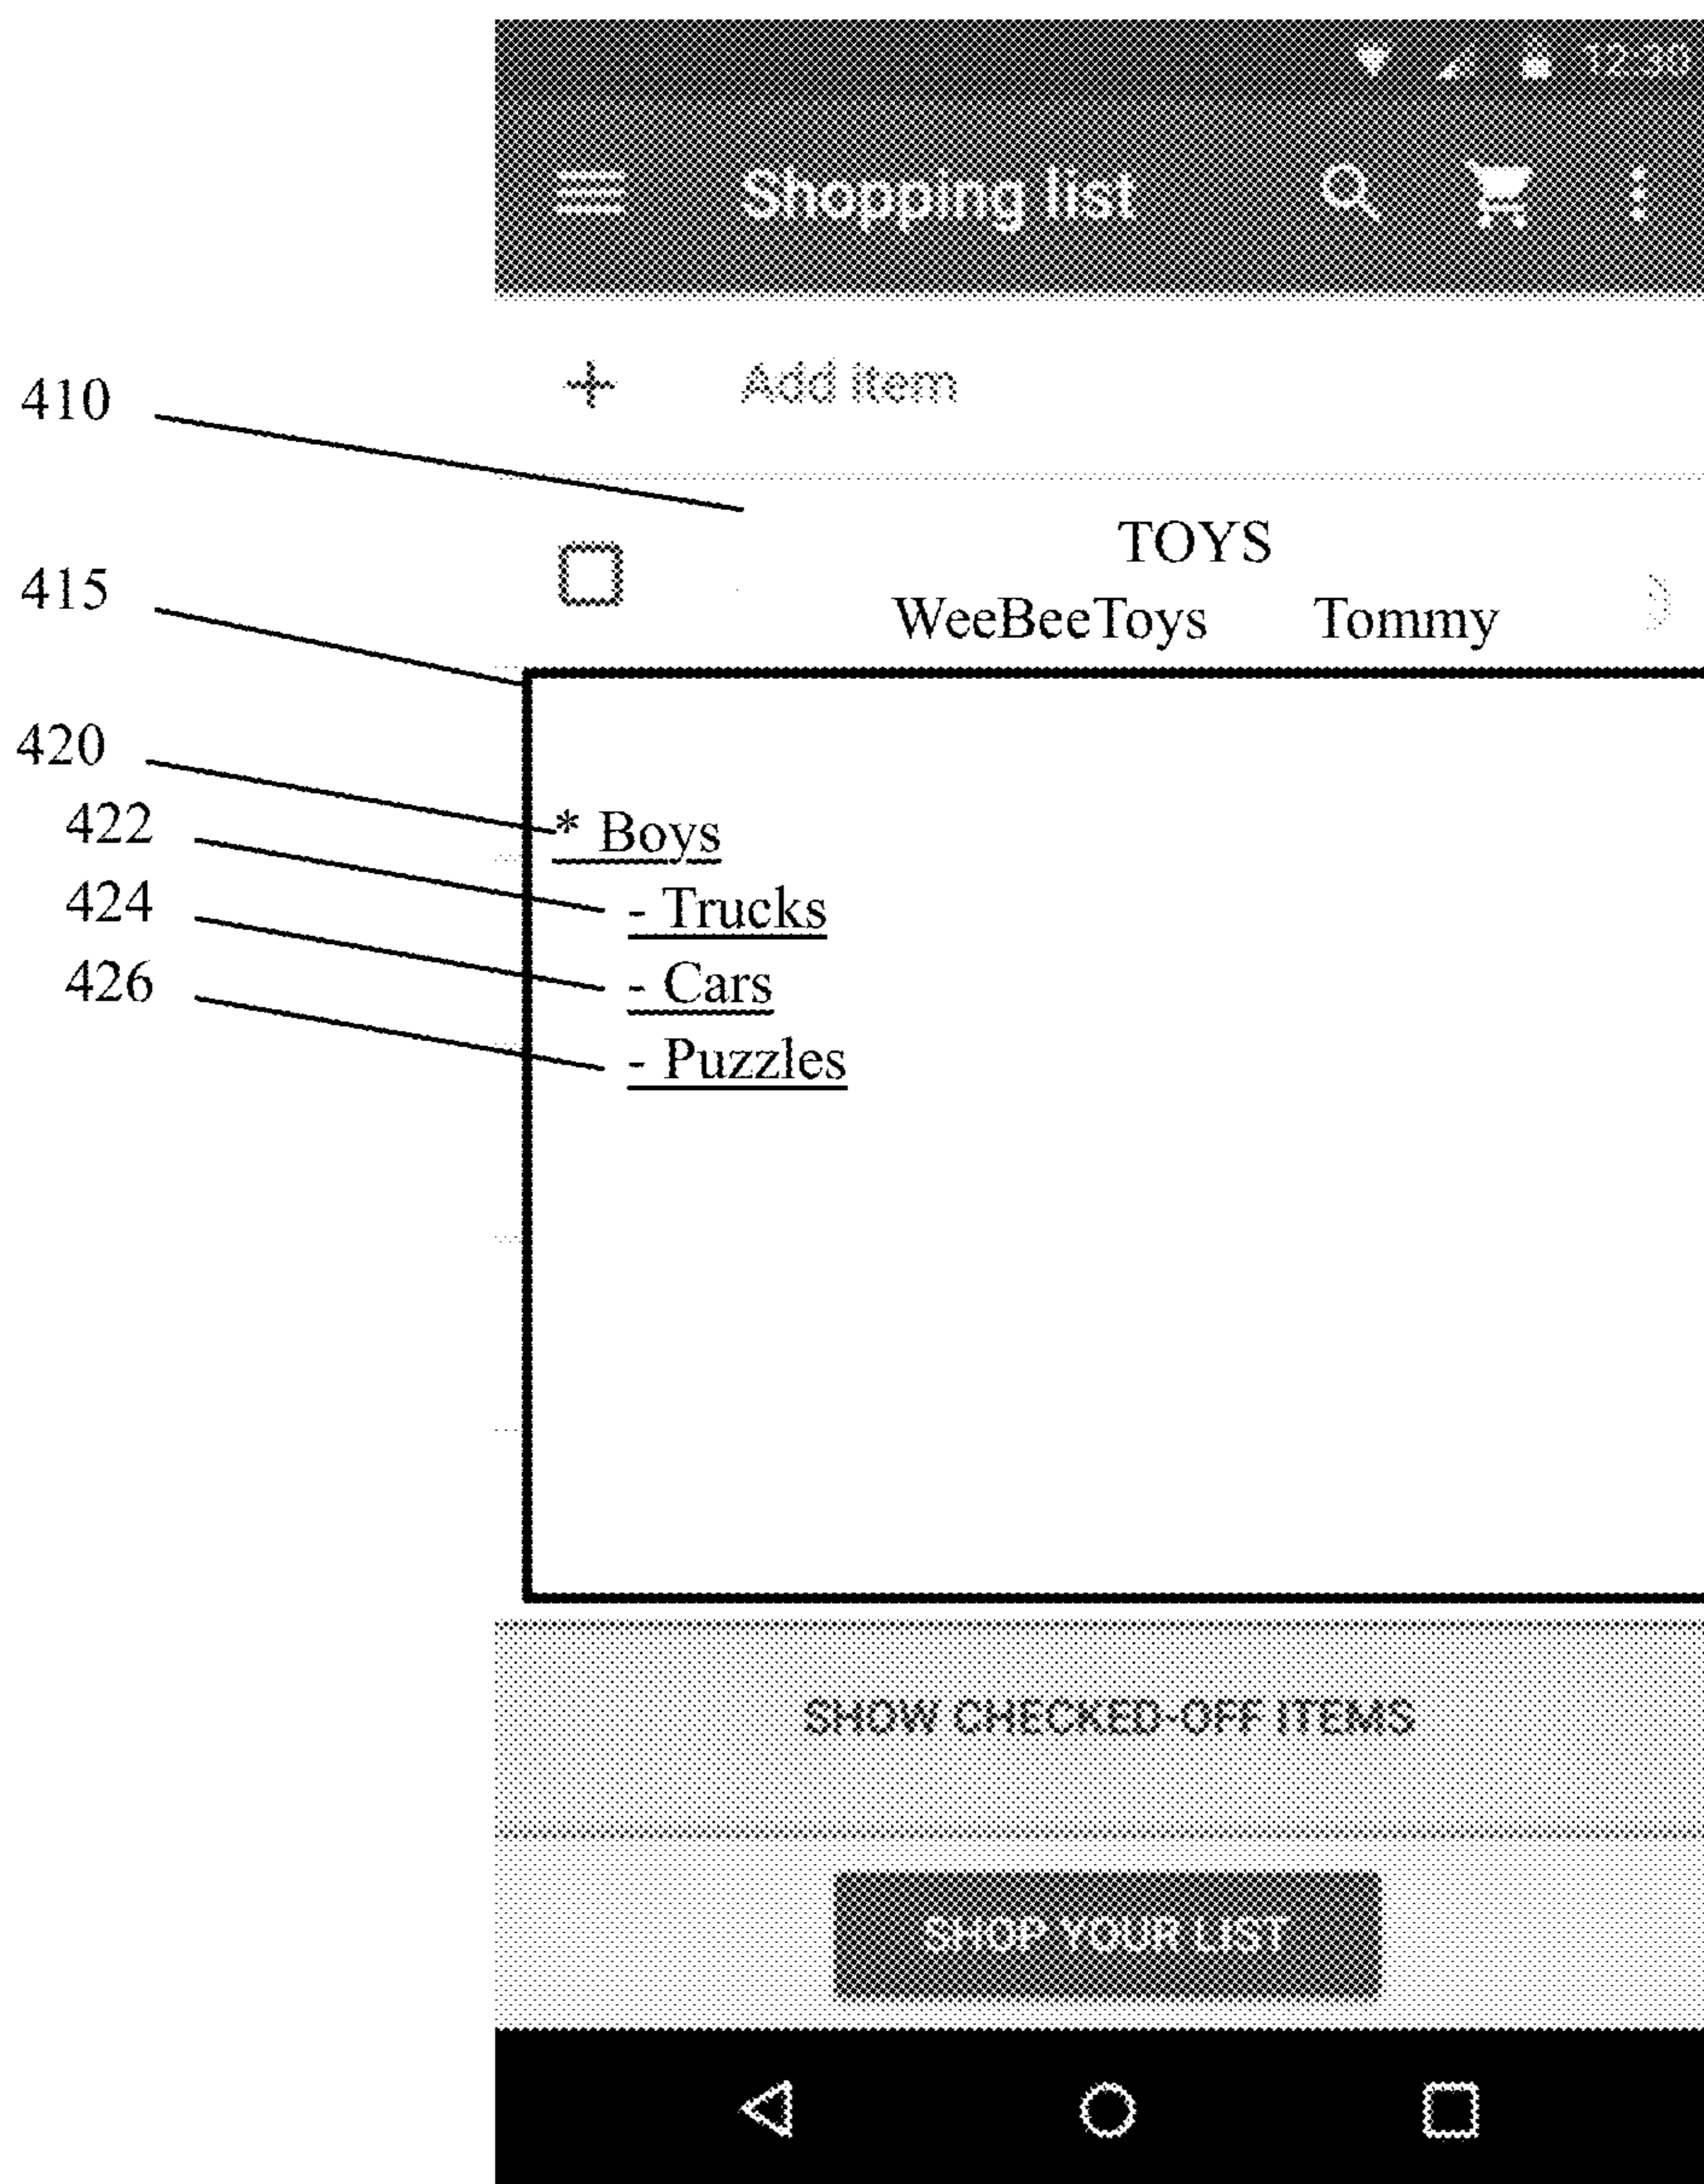 12:30
Shopping list
+ Add item
410
TOYS
415
WeeBeeToys Tommy
420
* Boys
422
- Trucks
424
- Cars
426
- Puzzles
SHOW CHECKED-OFF ITEMS
SHOP YOUR LIST